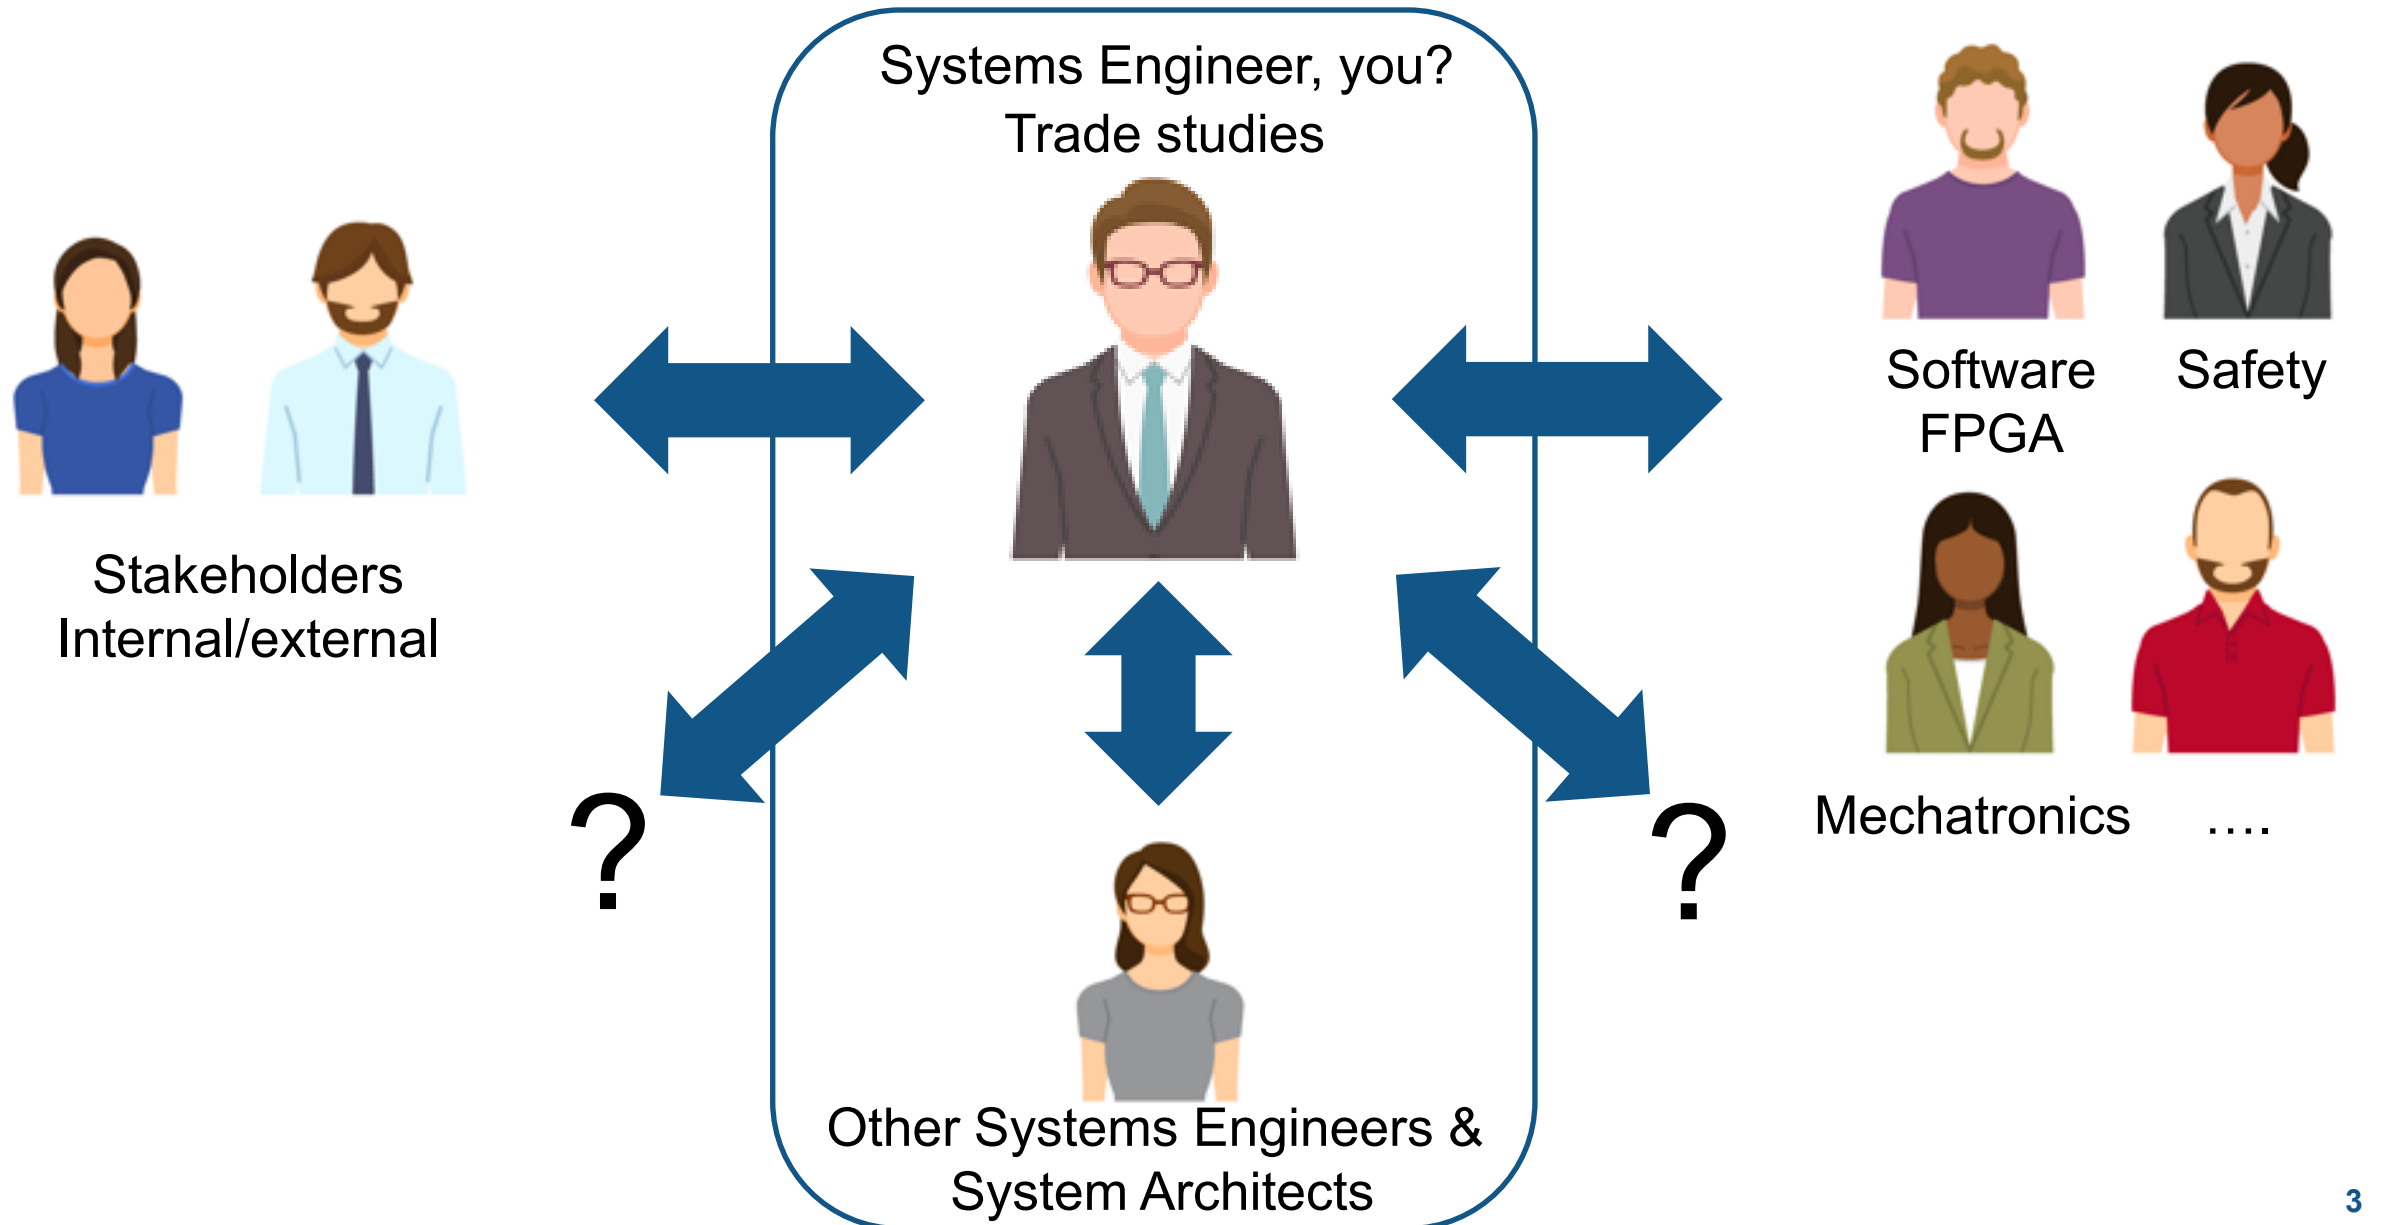 Systems Engineer, you?
Trade studies
Stakeholders
Internal/external
Software
FPGA
Safety
Mechatronics
….
?
?
Other Systems Engineers &
System Architects
3